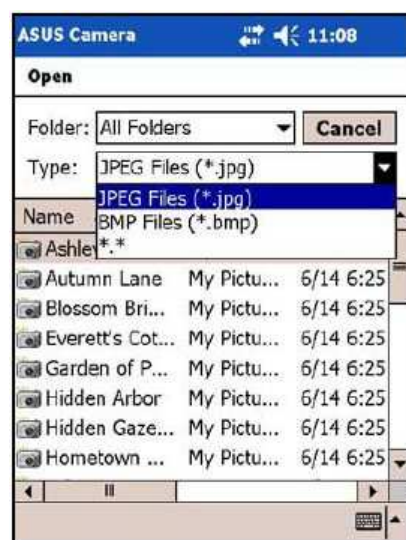 ASUS Camera 11:08
Open
Folder: All Folders Cancel
Type: JPEG Files (*.jpg)
JPEG Files (*.jpg)
BMP Files (*.bmp)
*.*
Name
Ashle
Autumn Lane My Pictu... 6/14 6:25
Blossom Bri... My Pictu... 6/14 6:25
Everett's Cot... My Pictu... 6/14 6:25
Garden of P... My Pictu... 6/14 6:25
Hidden Arbor My Pictu... 6/14 6:25
Hidden Gaze... My Pictu... 6/14 6:25
Hometown ... My Pictu... 6/14 6:25